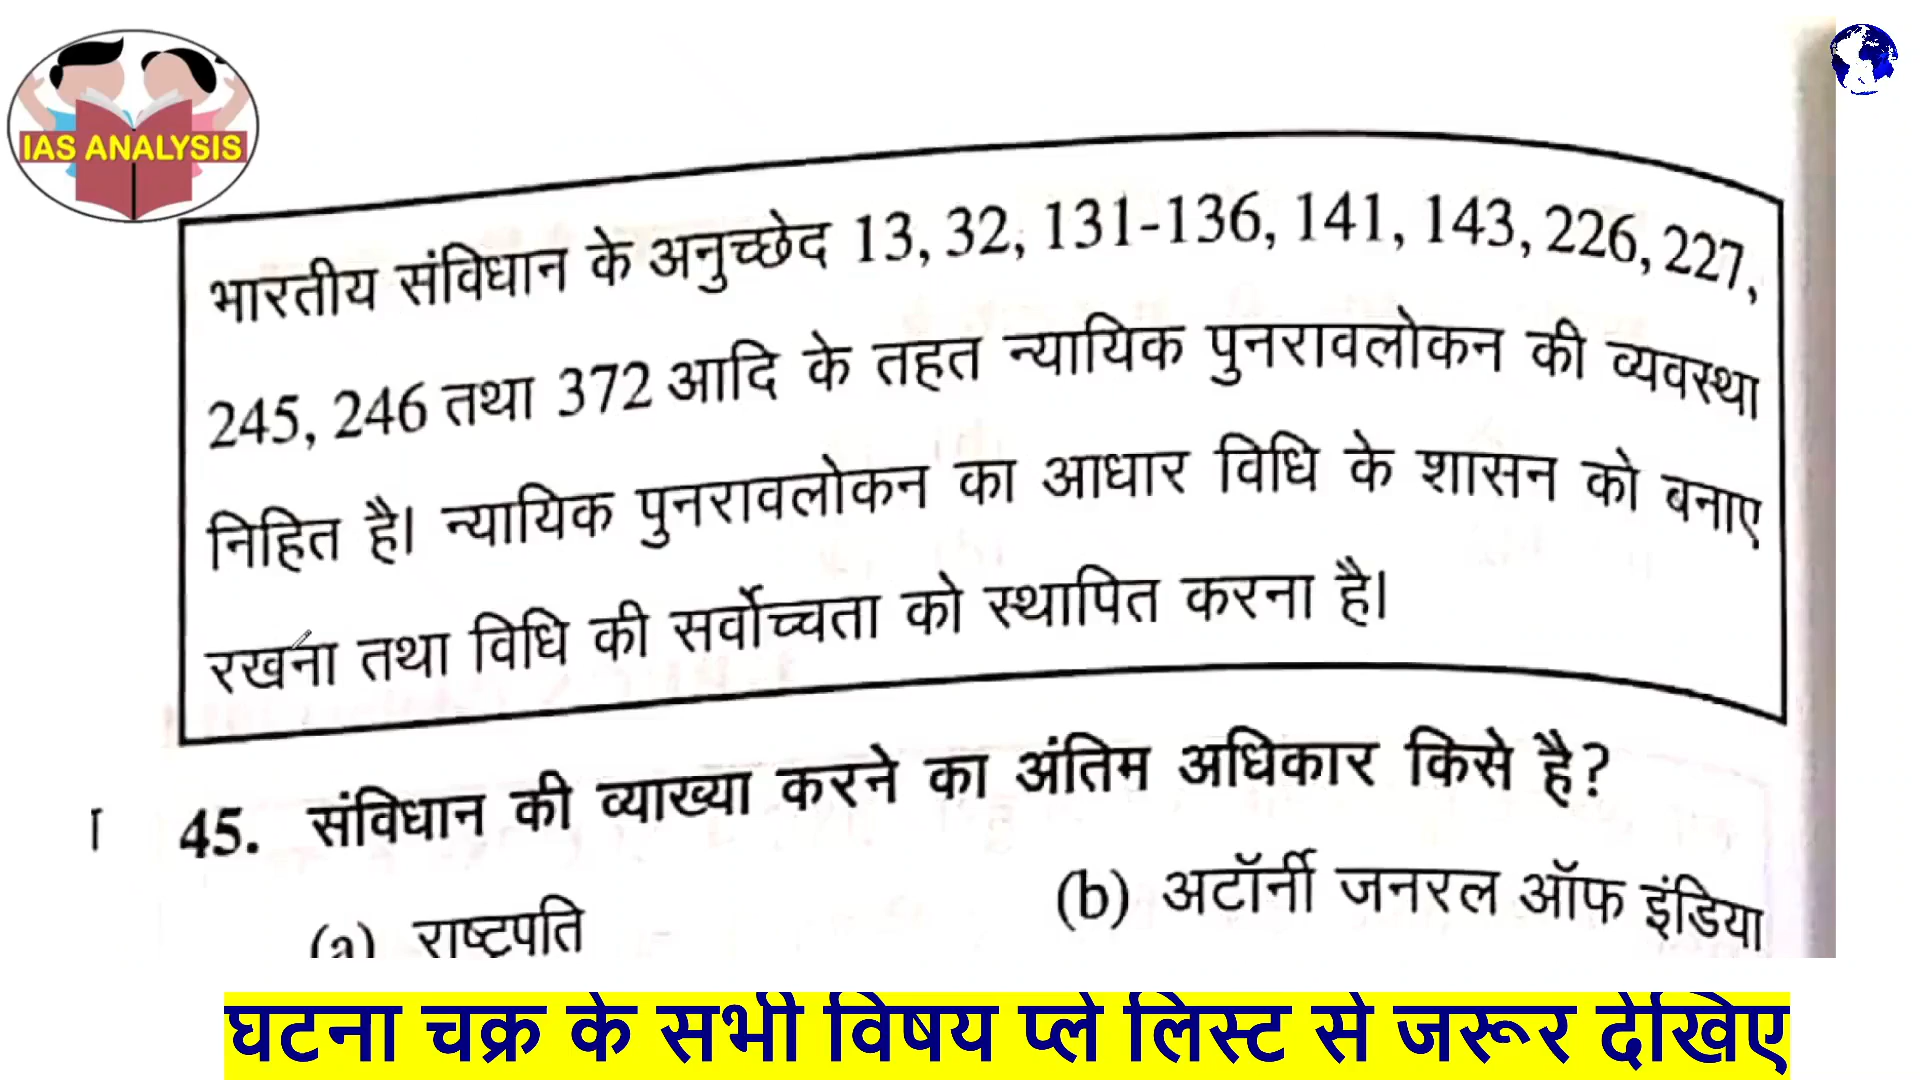 IAS ANALYSIS
भारतीय संविधान के अनुच्छेद 13, 32, 131-136, 141, 143, 226, 227,
245, 246 तथा 372 आदि के तहत न्यायिक पुनरावलोकन की व्यवस्था
निहित है। न्यायिक पुनरावलोकन का आधार विधि के शासन को बनाए
रखना तथा विधि की सर्वोच्चता को स्थापित करना है।
45. संविधान की व्याख्या करने का अंतिम अधिकार किसे है?
(a) राष्ट्रपति (b) अटॉर्नी जनरल ऑफ इंडिया
घटना चक्र के सभी विषय प्ले लिस्ट से जरूर देखिए